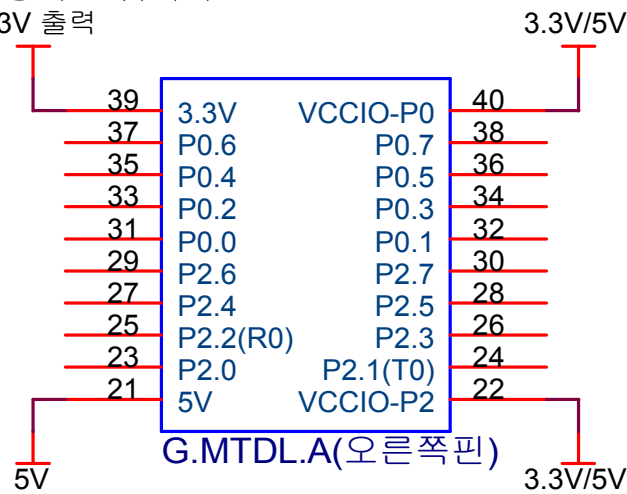 3V 출력
3.3V/5V
39 3.3V VCCIO-P0 40
37 P0.6 P0.7 38
35 P0.4 P0.5 36
33 P0.2 P0.3 34
31 P0.0 P0.1 32
29 P2.6 P2.7 30
27 P2.4 P2.5 28
25 P2.2(R0) P2.3 26
23 P2.0 P2.1(T0) 24
21 5V VCCIO-P2 22
G.MTDL.A(오른쪽핀)
5V
3.3V/5V